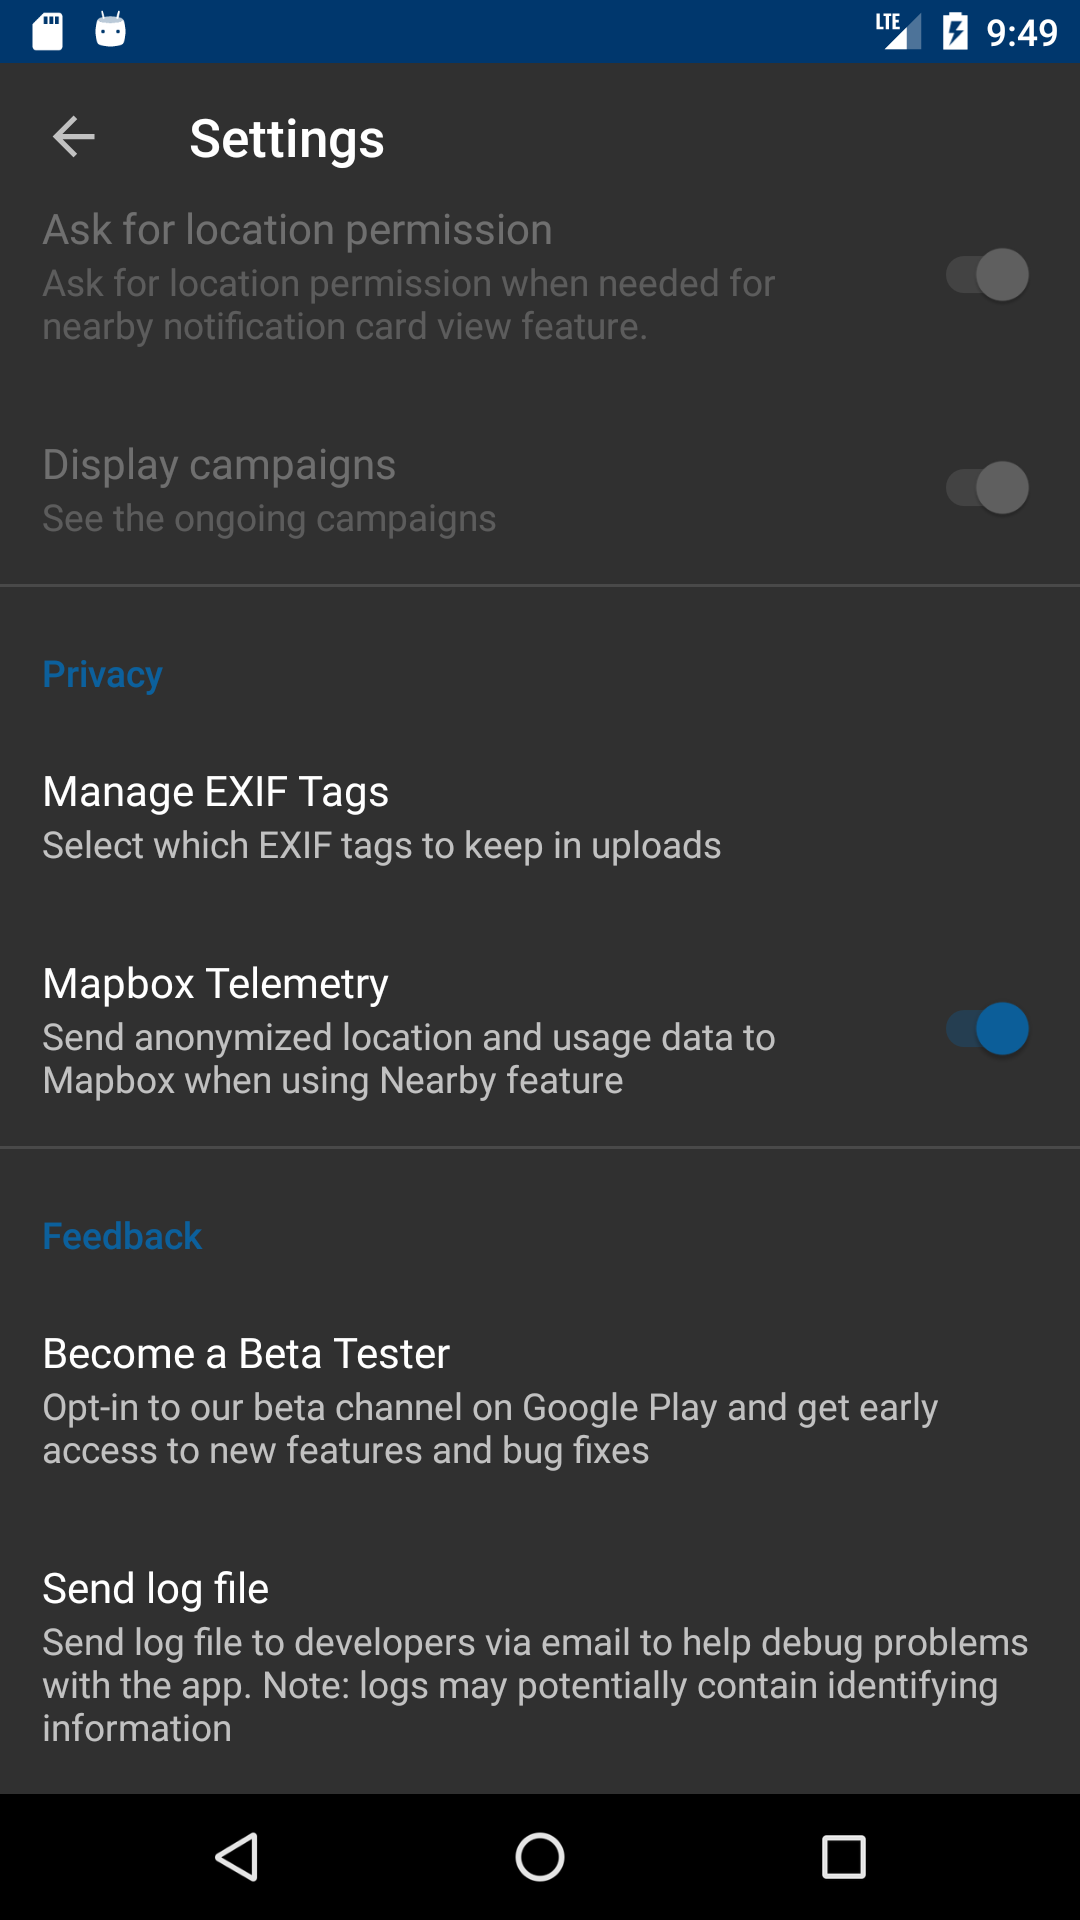 LTE 9:49
Settings
Ask for location permission
Ask for location permission when needed for
nearby notification card view feature.
Display campaigns
See the ongoing campaigns
Privacy
Manage EXIF Tags
Select which EXIF tags to keep in uploads
Mapbox Telemetry
Send anonymized location and usage data to
Mapbox when using Nearby feature
Feedback
Become a Beta Tester
Opt-in to our beta channel on Google Play and get early
access to new features and bug fixes
Send log file
Send log file to developers via email to help debug problems
with the app. Note: logs may potentially contain identifying
information